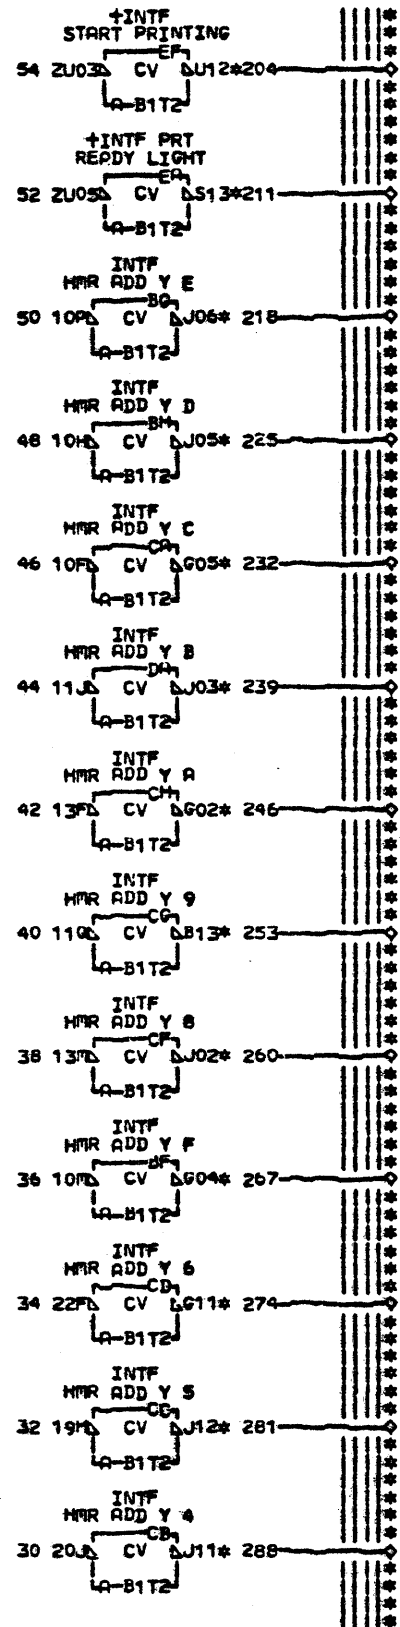 +INTF
START PRINTING
EF
54 ZU03 CV U12*204
A-B1T2
+INTF PRT
READY LIGHT
EA
52 ZU05 CV S13*211
A-B1T2
INTF
HMR ADD Y E
BG
50 10P CV J06* 218
A-B1T2
INTF
HMR ADD Y D
BH
48 10H CV J05* 225
A-B1T2
INTF
HMR ADD Y C
CA
46 10F CV G05* 232
A-B1T2
INTF
HMR ADD Y B
DA
44 11J CV J03* 239
A-B1T2
INTF
HMR ADD Y A
CH
42 13F CV G02* 246
A-B1T2
INTF
HMR ADD Y 9
CG
40 11 CV B13* 253
A-B1T2
INTF
HMR ADD Y 8
CF
38 13M CV J02* 260
A-B1T2
INTF
HMR ADD Y F
BF
36 10M CV G04* 267
A-B1T2
INTF
HMR ADD Y 6
CD
34 22F CV G11* 274
A-B1T2
INTF
HMR ADD Y 5
32 19M CV J12* 281
A-B1T2
INTF
HMR ADD Y 4
CB
30 20J CV J11* 288
A-B1T2